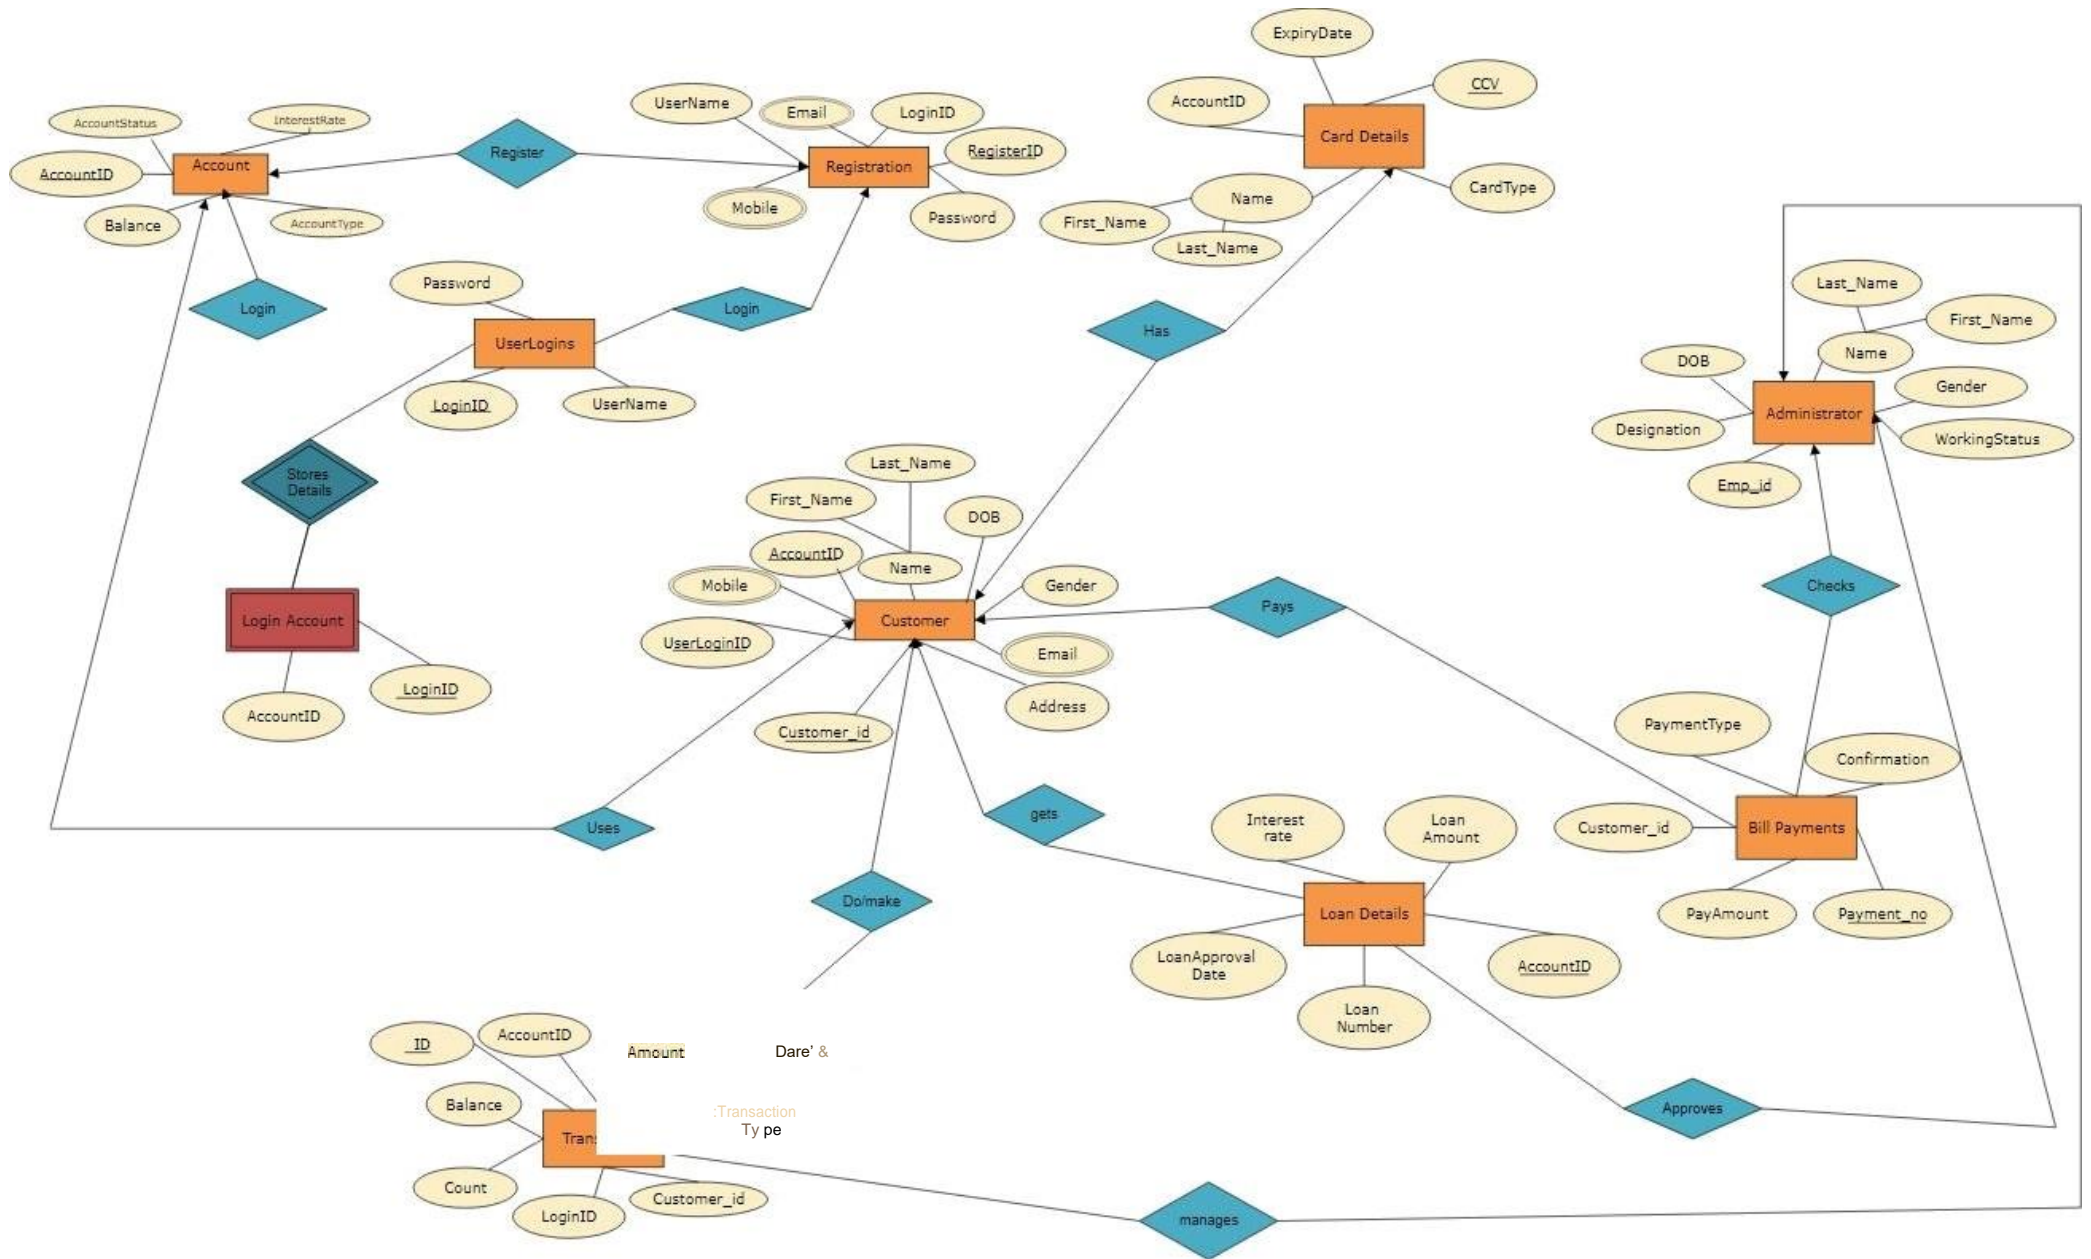 ExpiryDate
CCV
AccountID
Card Details
CardType
Name
First_Name
Last_Name
UserName
Email
LoginID
RegisterID
Registration
Mobile
Password
Register
AccountStatus
InterestRate
Account
AccountID
Balance
AccountType
Login
Password
UserLogins
Login
LoginID
UserName
Has
Last_Name
First_Name
Name
DOB
Gender
Administrator
Designation
WorkingStatus
Emp_id
Stores
Details
Login Account
LoginID
AccountID
Last_Name
First_Name
DOB
AccountID
Name
Mobile
Gender
Customer
UserLoginID
Email
Address
Customer_id
Pays
Checks
PaymentType
Confirmation
Customer_id
Bill Payments
PayAmount
Payment_no
Uses
gets
Do/make
Interest
rate
Loan
Amount
Loan Details
LoanApproval
Date
AccountID
Loan
Number
Approves
ID
AccountID
Amount
Dare' &
Balance
:Transaction
Ty pe
Tran
Count
LoginID
Customer_id
manages